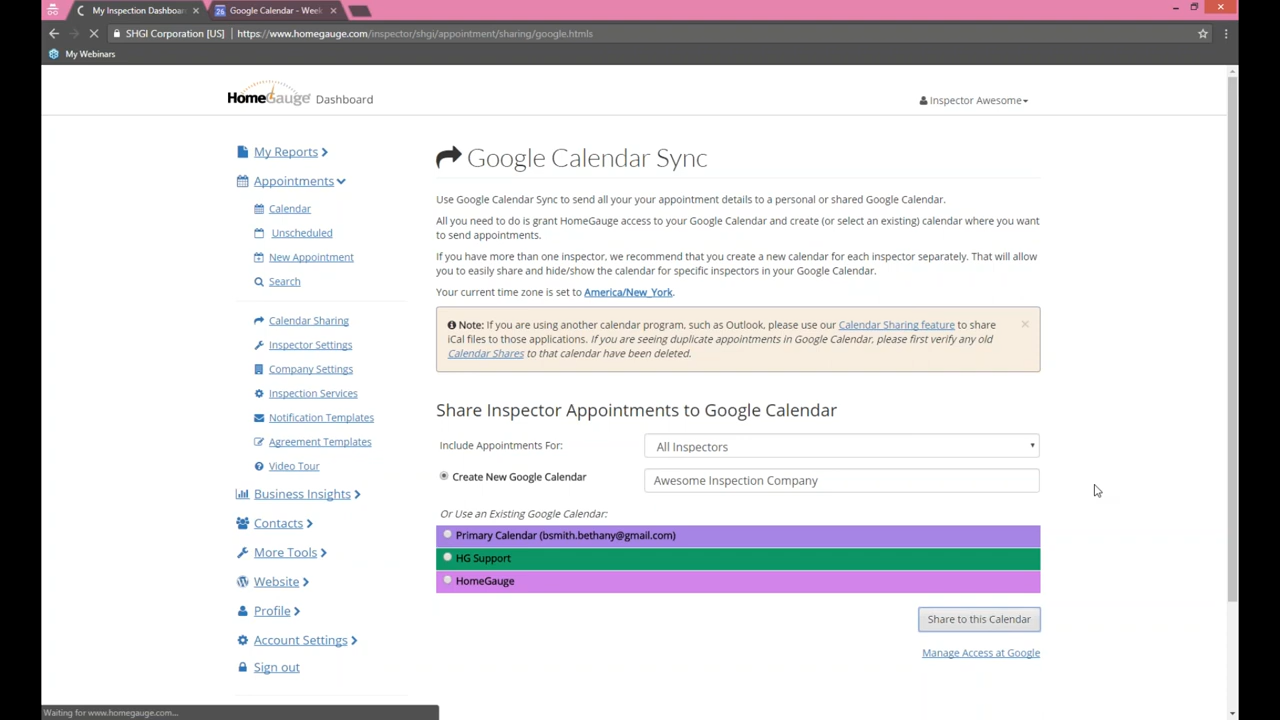 My Inspection Dashboar
Google Calendar - Week
SHGI Corporation [US]
https://www.homegauge.com/inspector/shgi/appointment/sharing/google.htmls
My Webinars
HomeGauge Dashboard
Inspector Awesome
My Reports
Appointments
Calendar
Unscheduled
New Appointment
Search
Calendar Sharing
Inspector Settings
Company Settings
Inspection Services
Notification Templates
Agreement Templates
Video Tour
Business Insights
Contacts
More Tools
Website
Profile
Account Settings
Sign out
Google Calendar Sync
Use Google Calendar Sync to send all your your appointment details to a personal or shared Google Calendar.
All you need to do is grant HomeGauge access to your Google Calendar and create (or select an existing) calendar where you want
to send appointments.
If you have more than one inspector, we recommend that you create a new calendar for each inspector separately. That will allow
you to easily share and hide/show the calendar for specific inspectors in your Google Calendar.
Your current time zone is set to America/New_York.
Note: If you are using another calendar program, such as Outlook, please use our Calendar Sharing feature to share
iCal files to those applications. If you are seeing duplicate appointments in Google Calendar, please first verify any old
Calendar Shares to that calendar have been deleted.
Share Inspector Appointments to Google Calendar
Include Appointments For:
All Inspectors
Create New Google Calendar
Awesome Inspection Company
Or Use an Existing Google Calendar:
Primary Calendar (bsmith.bethany@gmail.com)
HG Support
HomeGauge
Share to this Calendar
Manage Access at Google
Waiting for www.homegauge.com...